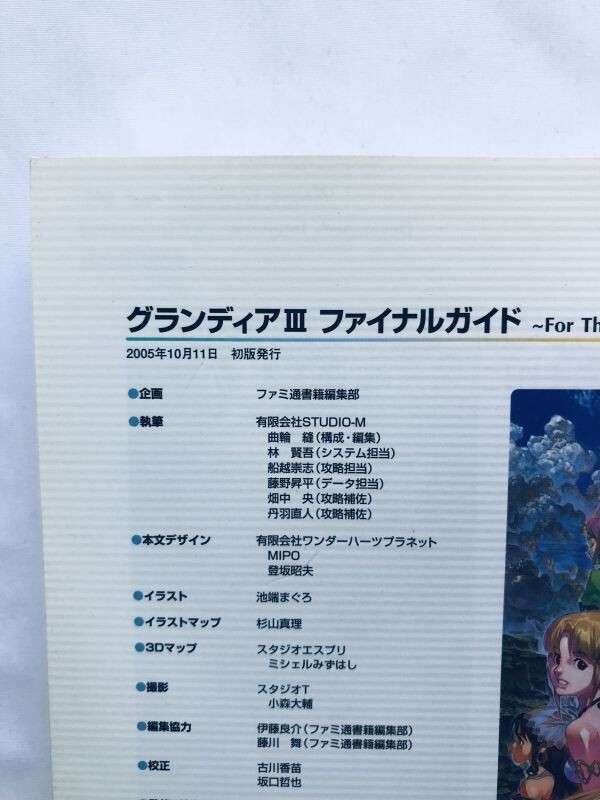 グランディアⅢ ファイナルガイド ~For Th
2005年10月11日 初版発行
●企画 ファミ通書籍編集部
●執筆 有限会社STUDIO-M
曲輪 縫(構成・編集)
林 賢吾(システム担当)
船越崇志(攻略担当)
藤野昇平(データ担当)
畑中 央(攻略補佐)
丹羽直人(攻略補佐)
●本文デザイン 有限会社ワンダーハーツプラネット
MIPO
登坂昭夫
●イラスト 池端まぐろ
●イラストマップ 杉山真理
●3Dマップ スタジオエスプリ
ミシェルみずはし
●撮影 スタジオT
小森大輔
●編集協力 伊藤良介(ファミ通書籍編集部)
藤川 舞(ファミ通書籍編集部)
●校正 古川香苗
坂口哲也